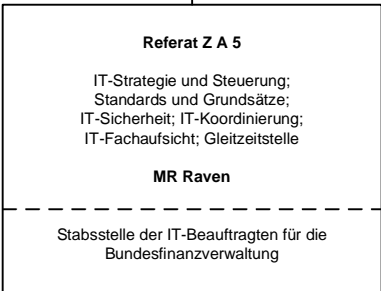 Referat Z A 5
IT-Strategie und Steuerung;
Standards und Grundsätze;
IT-Sicherheit; IT-Koordinierung;
IT-Fachaufsicht; Gleitzeitstelle
MR Raven
Stabsstelle der IT-Beauftragten für die
Bundesfinanzverwaltung